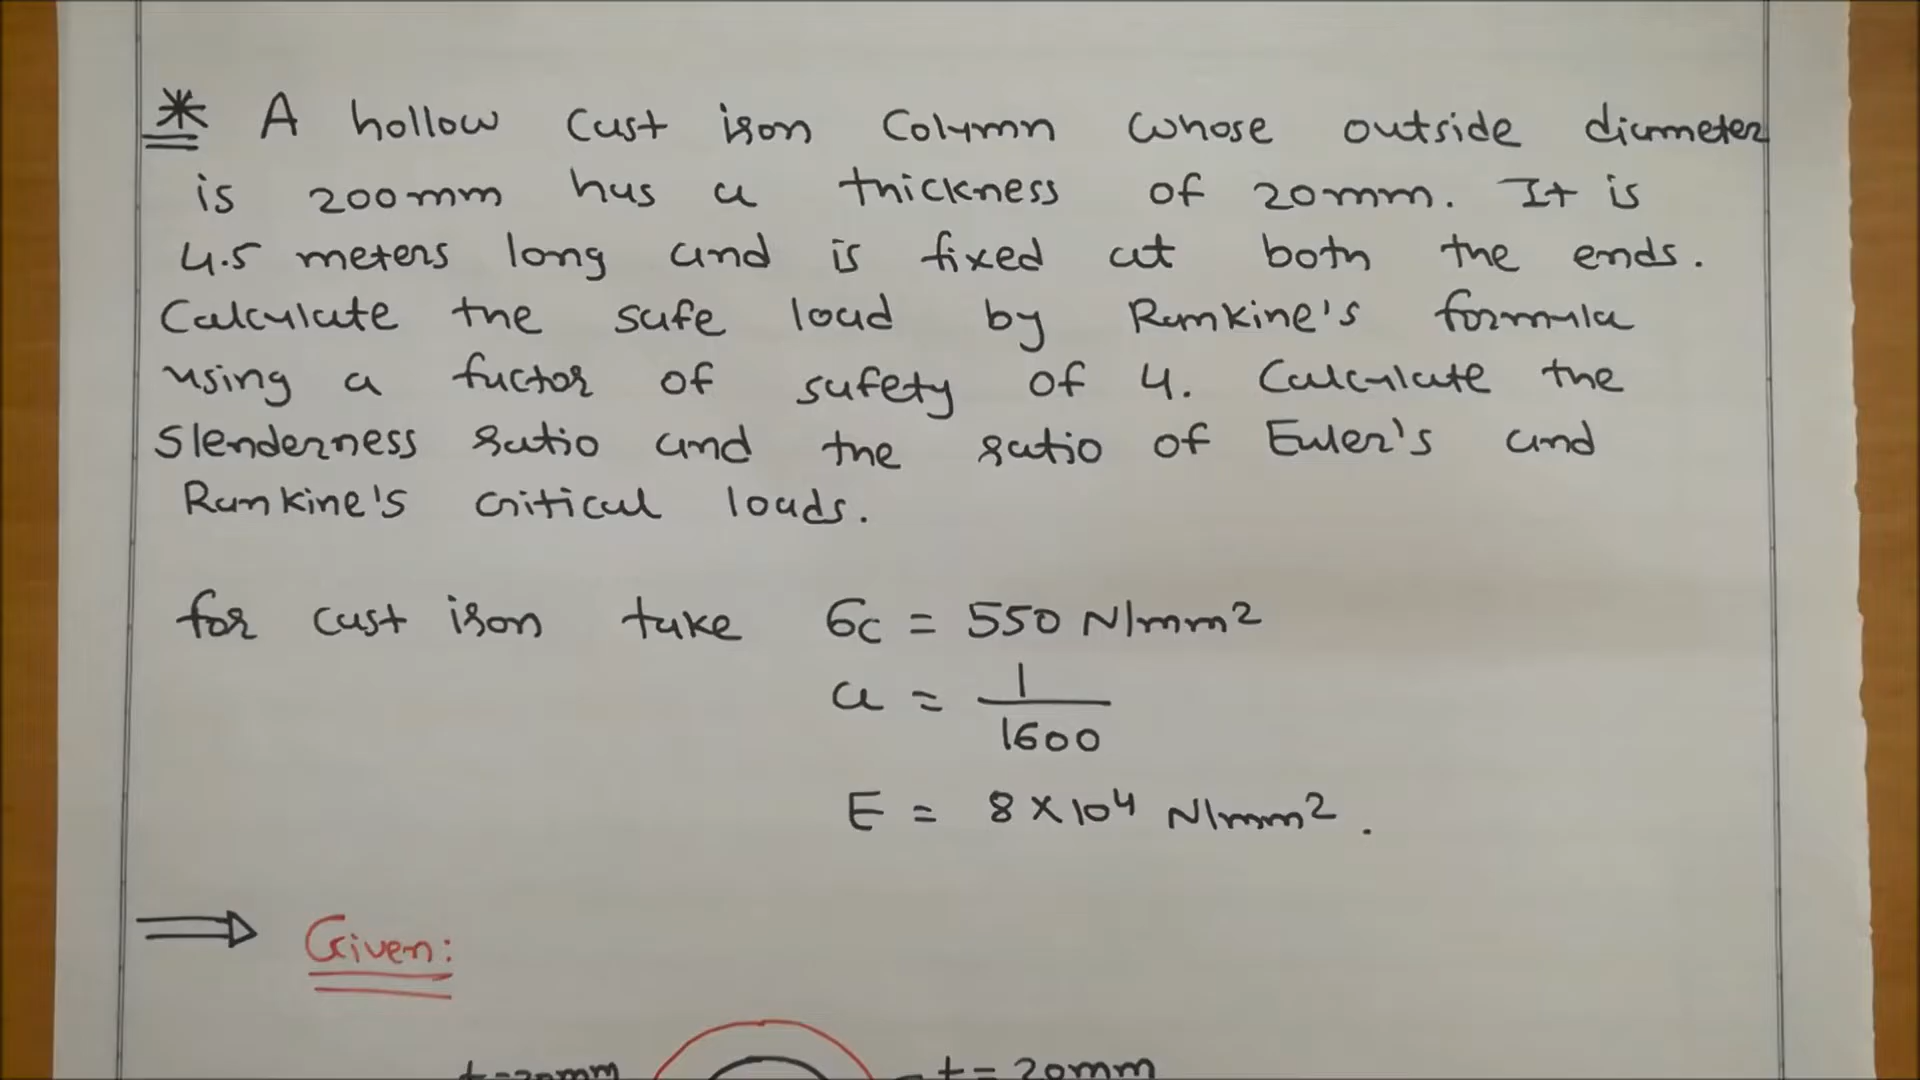 * A hollow cast iron column whose outside diameter
is 200mm has a thickness of 20mm. It is
4.5 meters long and is fixed at both the ends.
Calculate the safe load by Rankine's formula
using a factor of safety of 4. Calculate the
Slenderness ratio and the ratio of Euler's and
Rankine's critical loads.
for cast iron take σc = 550 N/mm²
a = 1/1600
E = 8 × 10⁴ N/mm².
⇒ Given:
t = 20mm t = 20mm